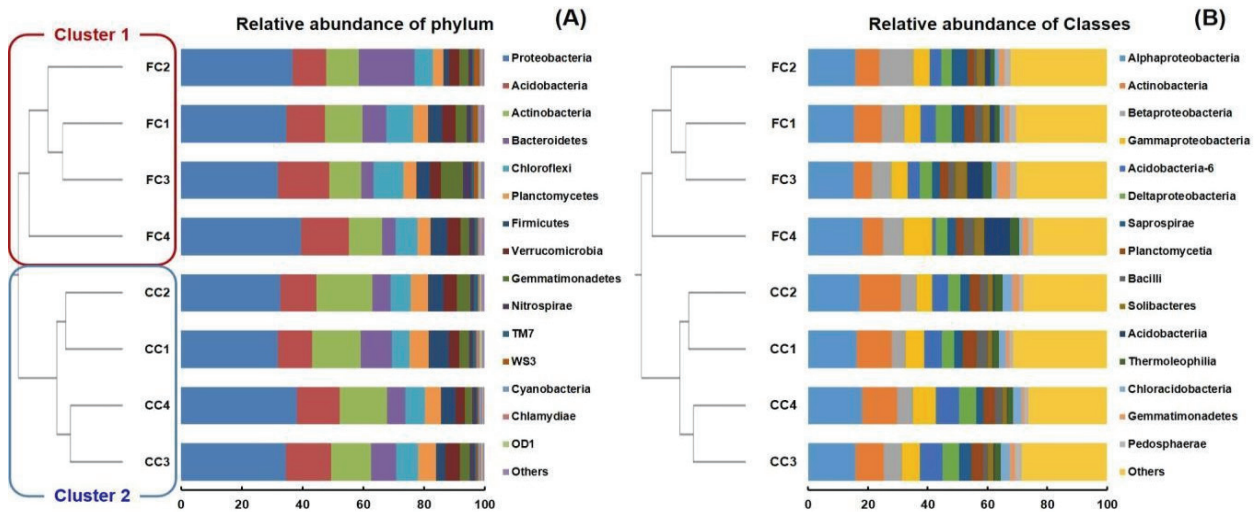 Relative abundance of phylum (A)
Cluster 1
FC2
FC1
FC3
FC4
CC2
CC1
CC4
CC3
Cluster 2
0 20 40 60 80 100
Proteobacteria
Acidobacteria
Actinobacteria
Bacteroidetes
Chloroflexi
Planctomycetes
Firmicutes
Verrucomicrobia
Gemmatimonadetes
Nitrospirae
TM7
WS3
Cyanobacteria
Chlamydiae
OD1
Others
Relative abundance of Classes (B)
FC2
FC1
FC3
FC4
CC2
CC1
CC4
CC3
0 20 40 60 80 100
Alphaproteobacteria
Actinobacteria
Betaproteobacteria
Gammaproteobacteria
Acidobacteria-6
Deltaproteobacteria
Saprospirae
Planctomycetia
Bacilli
Solibacteres
Acidobacteriia
Thermoleophilia
Chloracidobacteria
Gemmatimonadetes
Pedosphaerae
Others